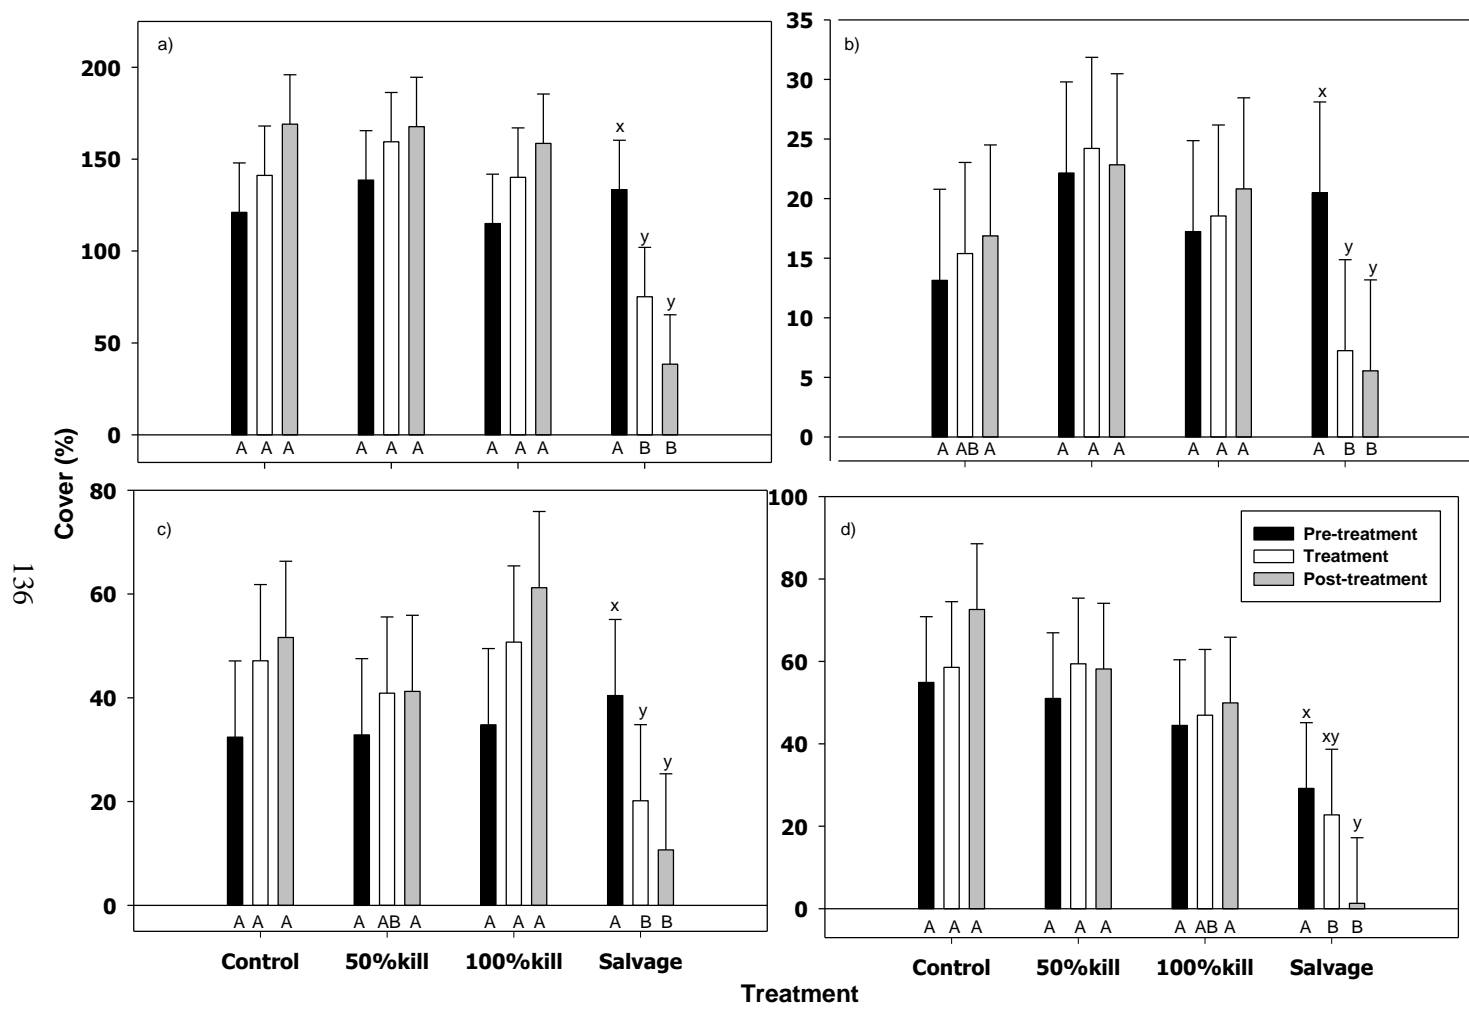 a)
200
150
100
50
0
x
y
y
A A A A A A A A A A B B
b)
35
30
25
20
15
10
5
0
x
y
y
A AB A A A A A A A A B B
Cover (%)
c)
80
60
40
20
0
x
y
y
A A A A AB A A A A A B B
Control 50%kill 100%kill Salvage
d)
100
80
60
40
20
0
Pre-treatment
Treatment
Post-treatment
x
xy
y
A A A A A A A AB A A B B
Control 50%kill 100%kill Salvage
Treatment
136